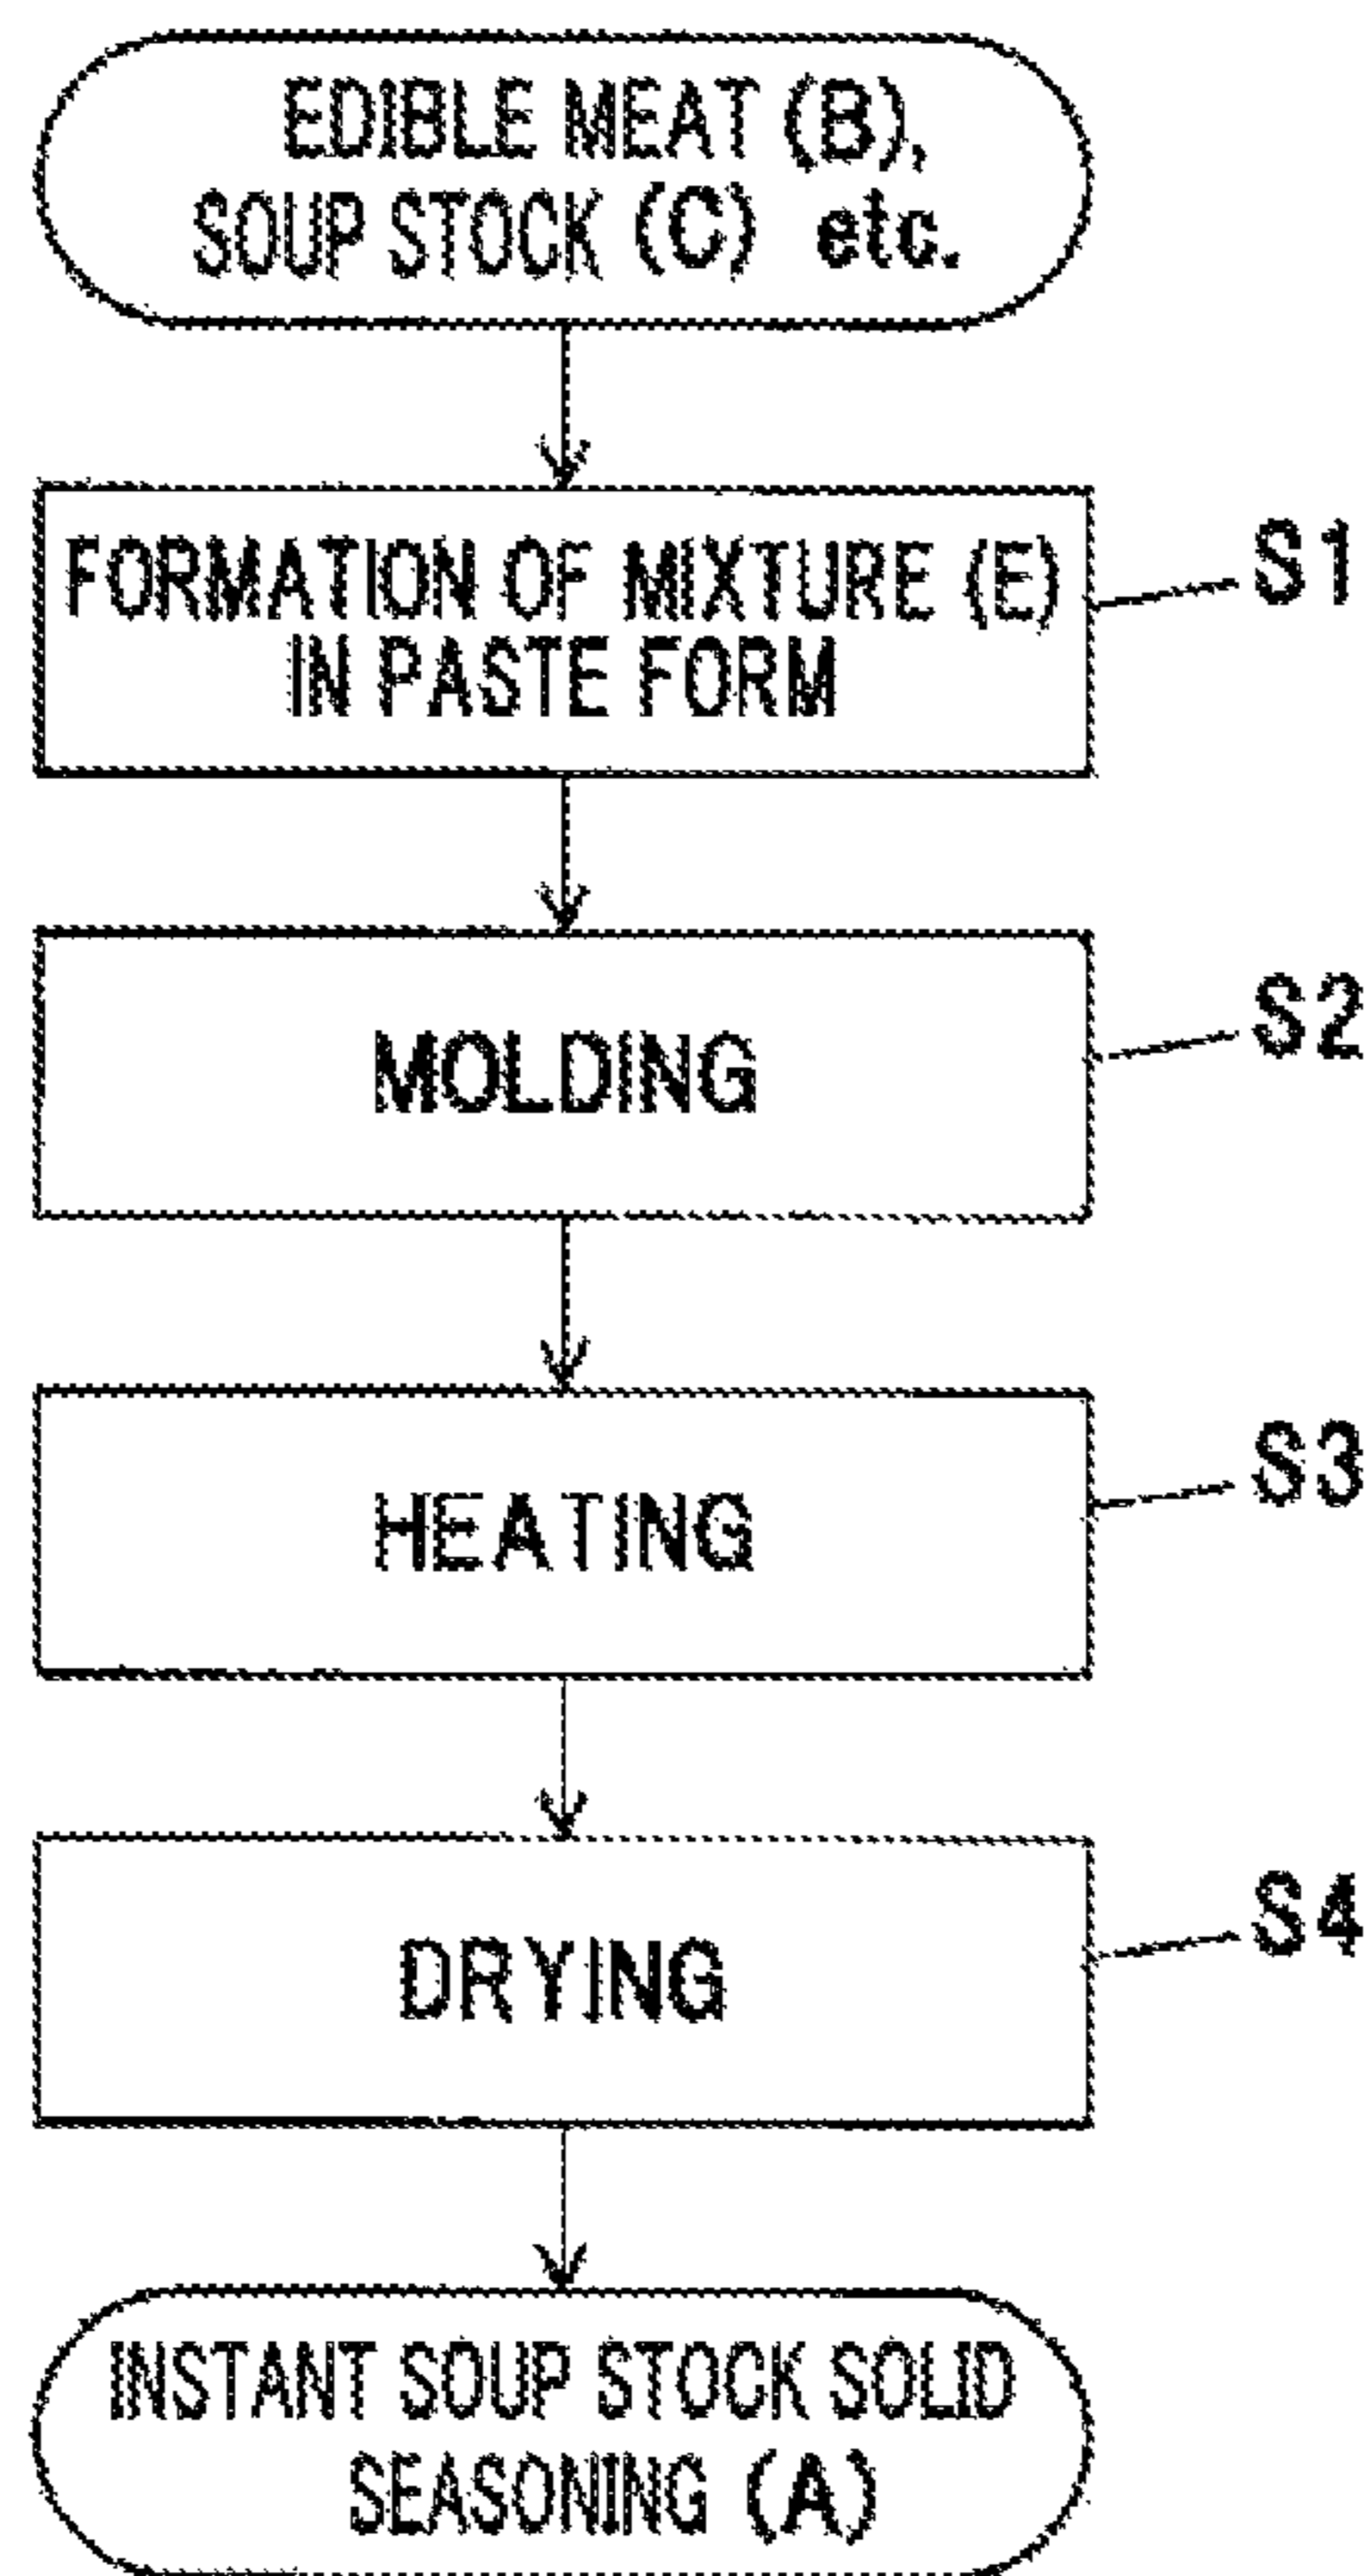 EDIBLE MEAT (B),
SOUP STOCK (C) etc.
FORMATION OF MIXTURE (E)
IN PASTE FORM
S1
MOLDING
S2
HEATING
S3
DRYING
S4
INSTANT SOUP STOCK SOLID
SEASONING (A)